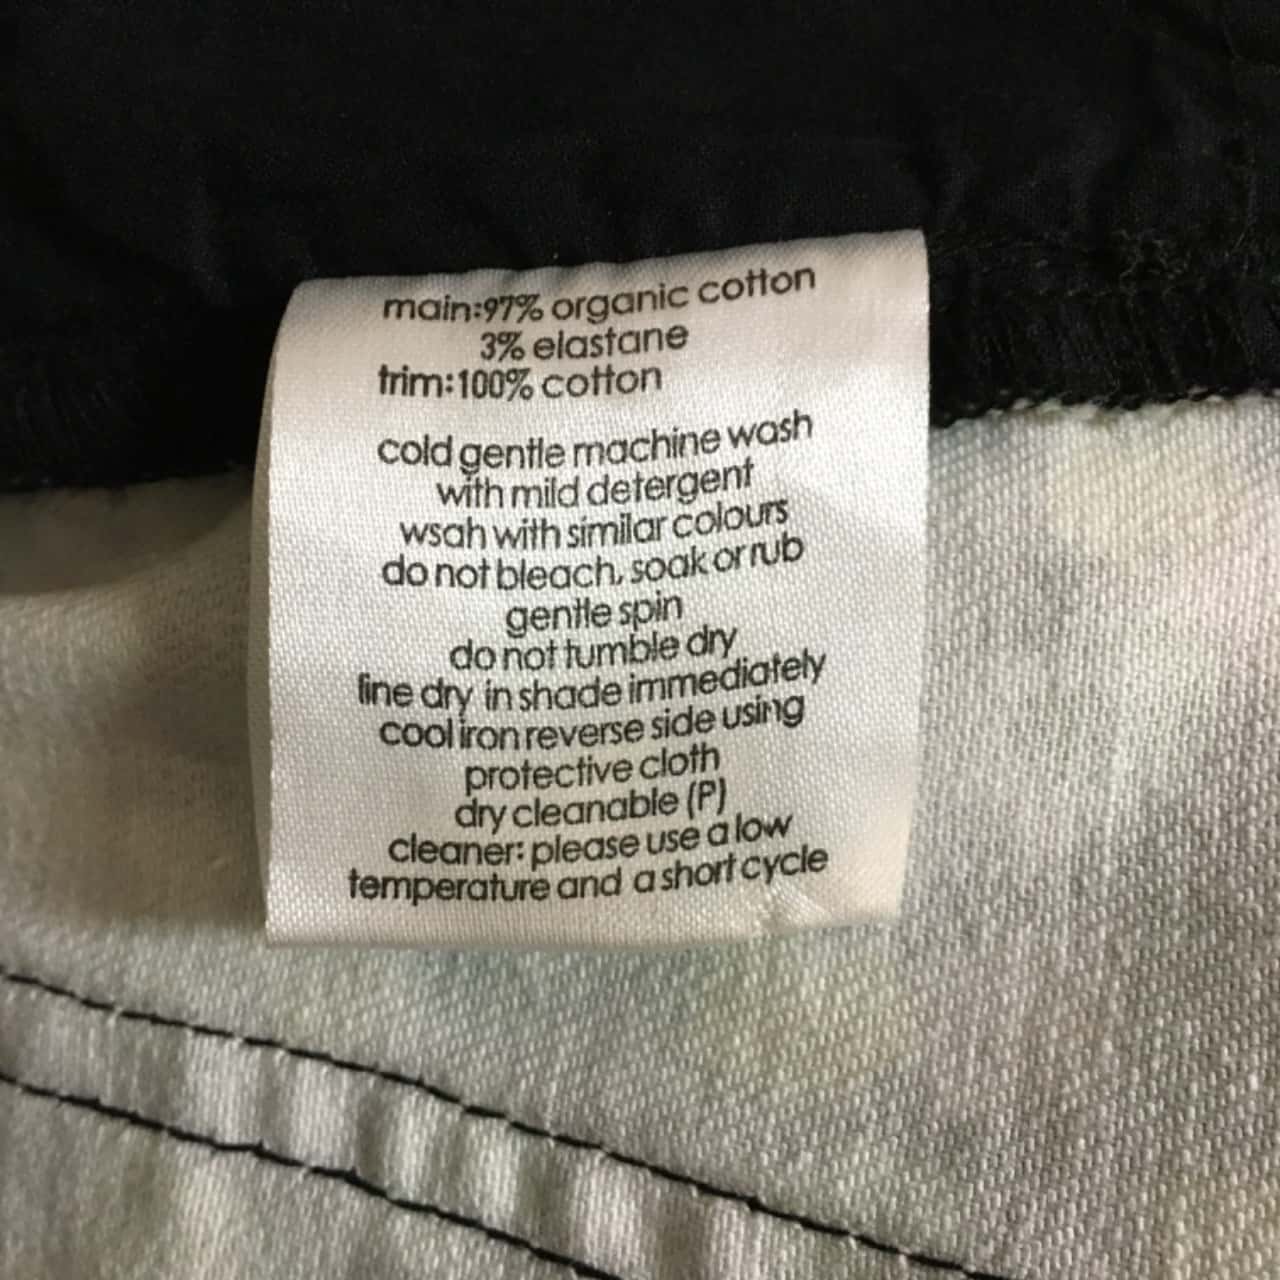 main:97% organic cotton
3% elastane
trim:100% cotton
cold gentle machine wash
with mild detergent
wsah with similar colours
do not bleach, soak or rub
gentle spin
do not tumble dry
line dry in shade immediately
cool iron reverse side using
protective cloth
dry cleanable (P)
cleaner: please use a low
temperature and a short cycle